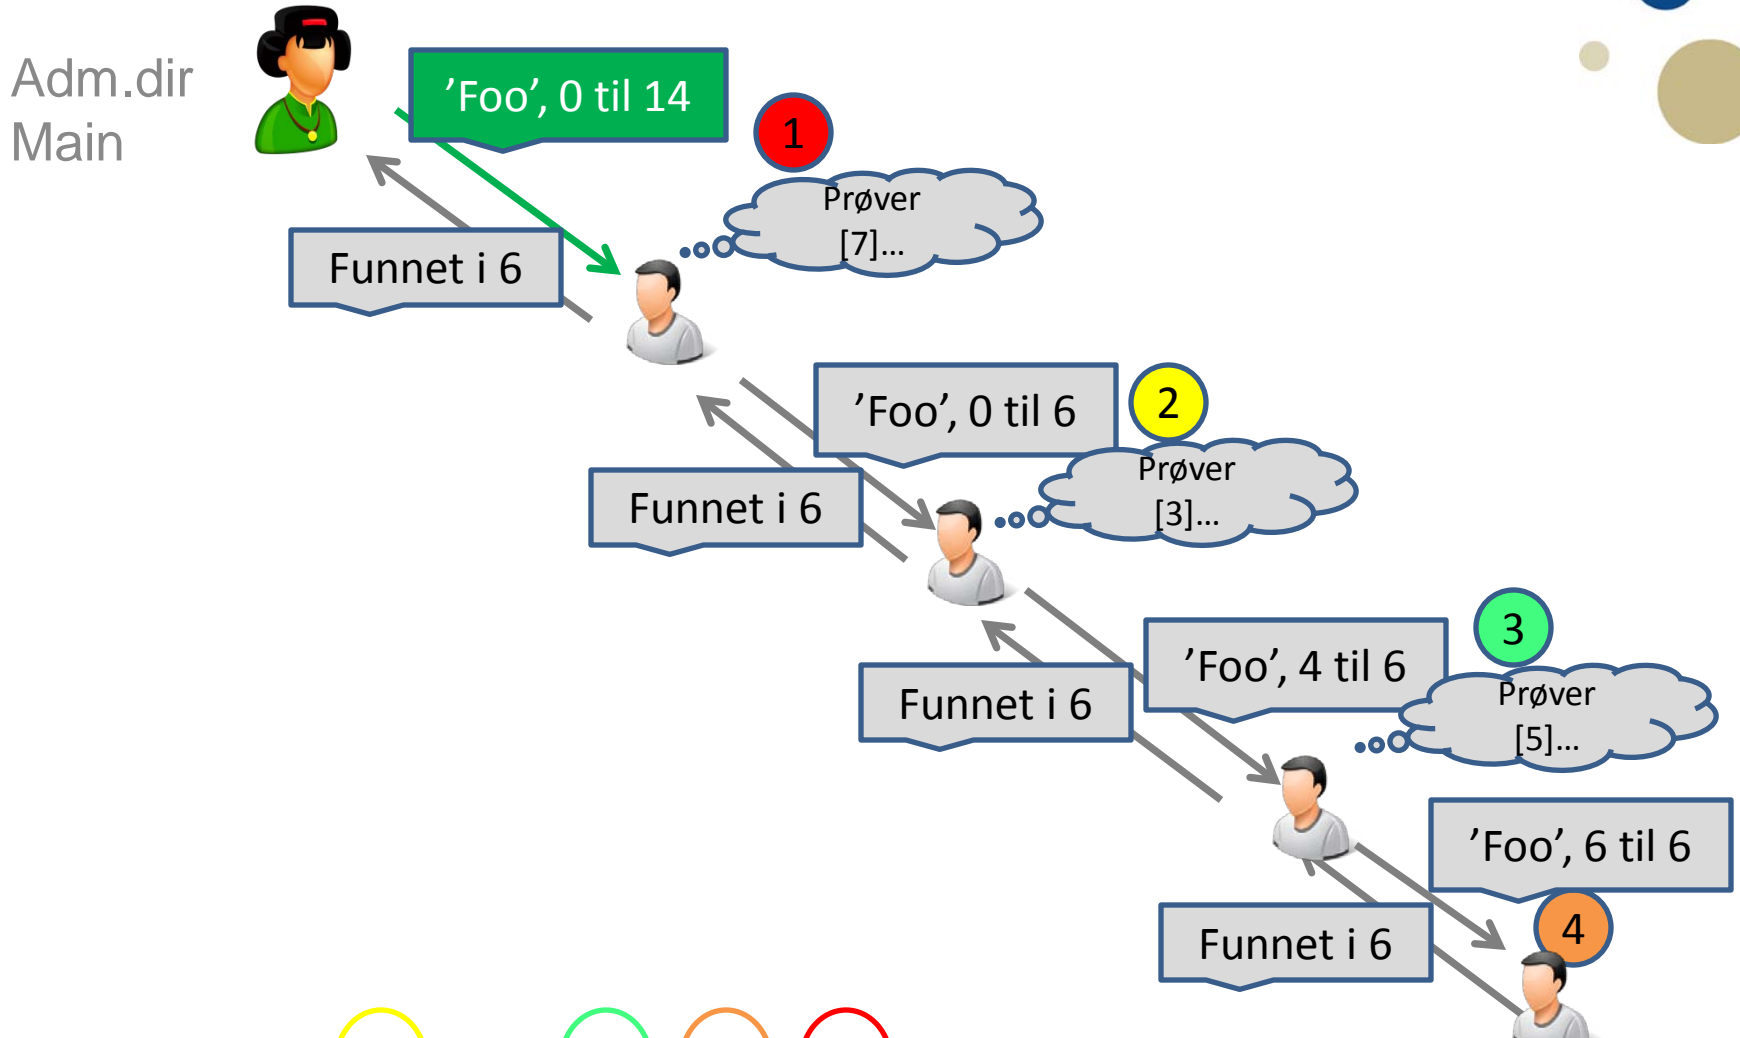 Adm.dir
Main
’Foo’, 0 til 14
1
Prøver
[7]...
Funnet i 6
’Foo’, 0 til 6
2
Prøver
[3]...
Funnet i 6
’Foo’, 4 til 6
3
Prøver
[5]...
Funnet i 6
’Foo’, 6 til 6
4
Funnet i 6